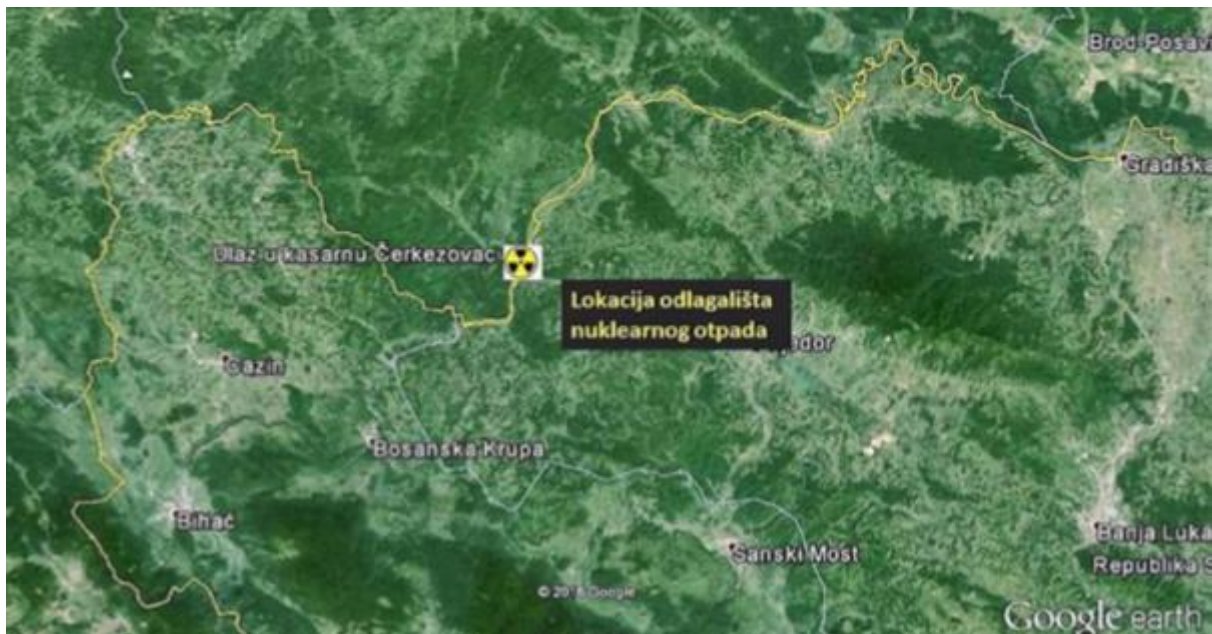 Brod-Posavi
Gradiška
Ulaz u kasarnu Čerkezovac
Lokacija odlagališta
nuklearnog otpada
jedor
Cazin
Bosanska Krupa
Bihać
Sanski Most
Banja Luka
Republika S
© 2016 Google
Google earth